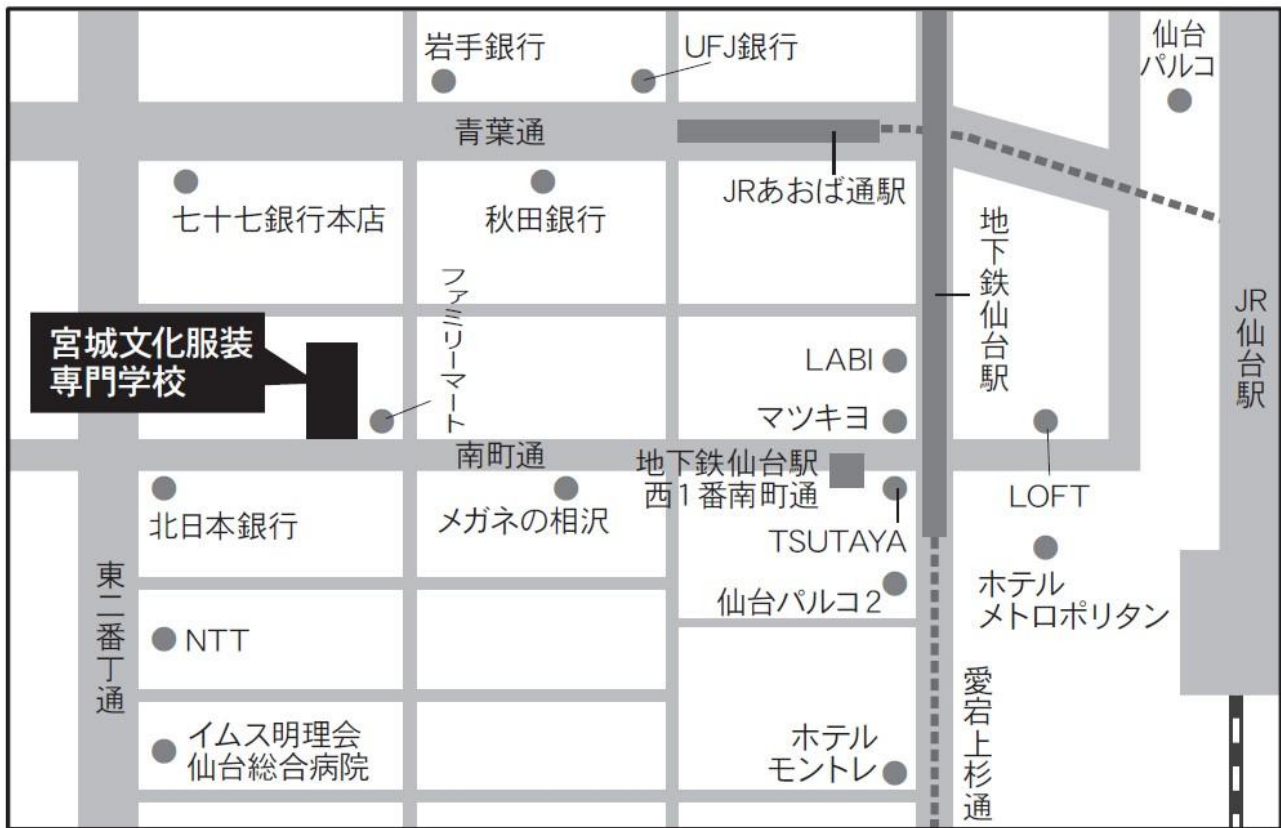 岩手銀行
UFJ銀行
仙台
パルコ
青葉通
JRあおば通駅
七十七銀行本店
秋田銀行
地下鉄仙台駅
JR仙台駅
ファミリーマート
宮城文化服装
専門学校
LABI
マツキヨ
南町通
地下鉄仙台駅
西1番南町通
LOFT
北日本銀行
メガネの相沢
TSUTAYA
ホテル
メトロポリタン
仙台パルコ2
東二番丁通
NTT
愛宕上杉通
イムス明理会
仙台総合病院
ホテル
モントレ